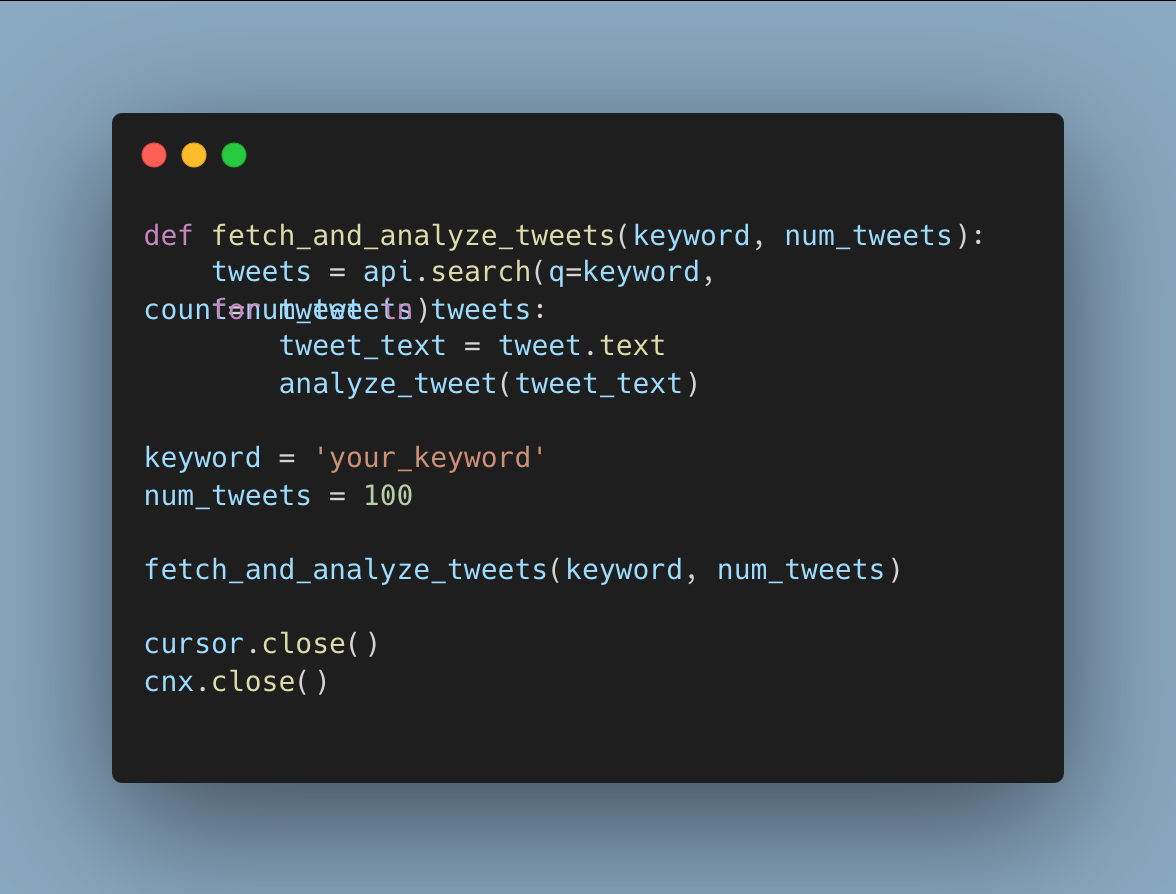 def fetch_and_analyze_tweets(keyword, num_tweets):
    tweets = api.search(q=keyword,
count=num_tweets)
    for tweet in tweets:
        tweet_text = tweet.text
        analyze_tweet(tweet_text)
keyword = 'your_keyword'
num_tweets = 100
fetch_and_analyze_tweets(keyword, num_tweets)
cursor.close()
cnx.close()